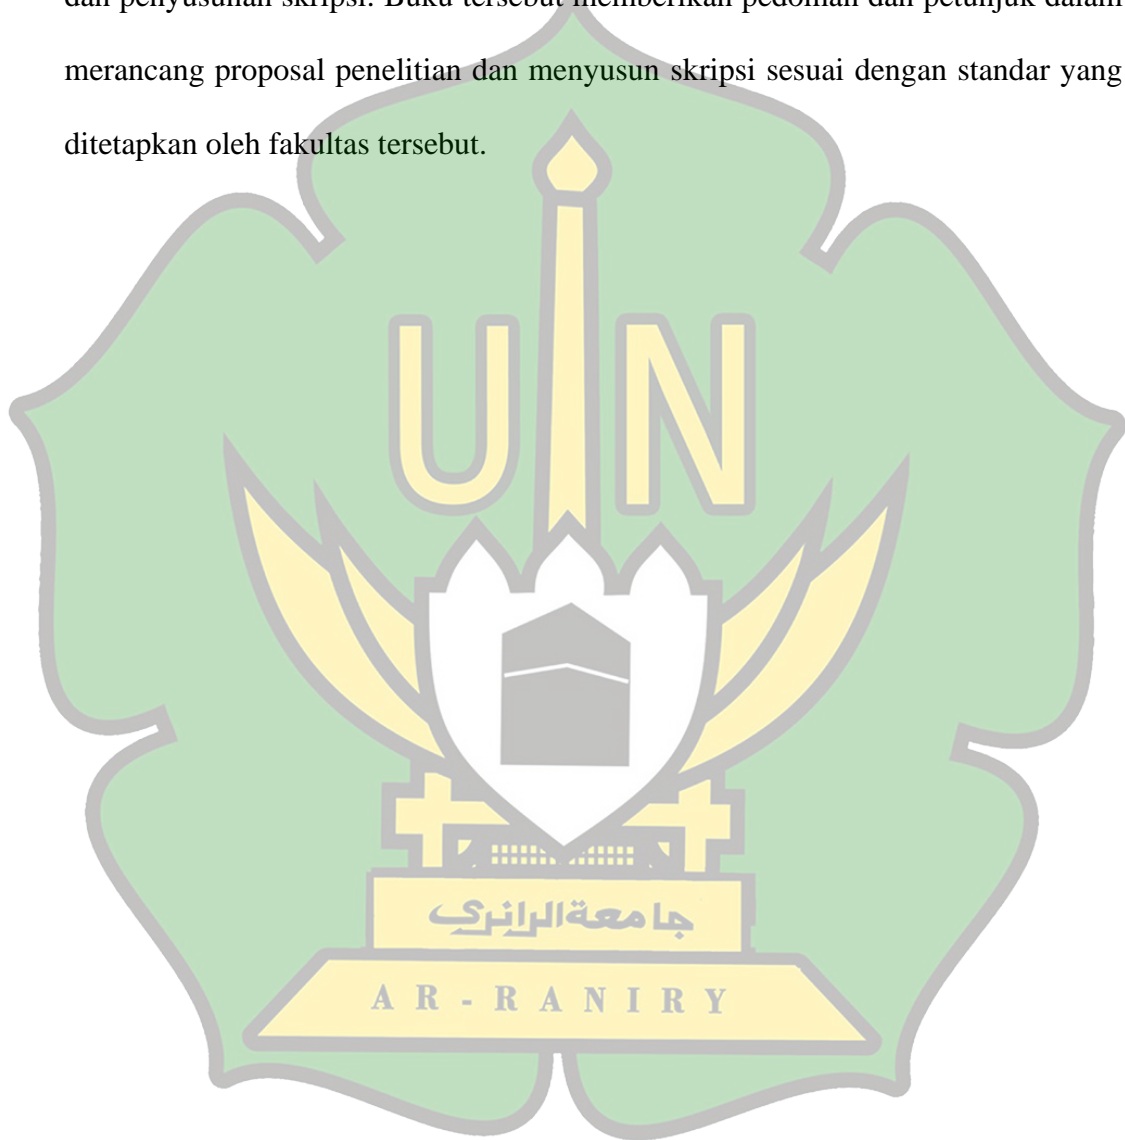 dan penyusunan skripsi. Buku tersebut memberikan pedoman dan petunjuk dalam
merancang proposal penelitian dan menyusun skripsi sesuai dengan standar yang
ditetapkan oleh fakultas tersebut.
UIN
جامعة الرانري
AR-RANIRY